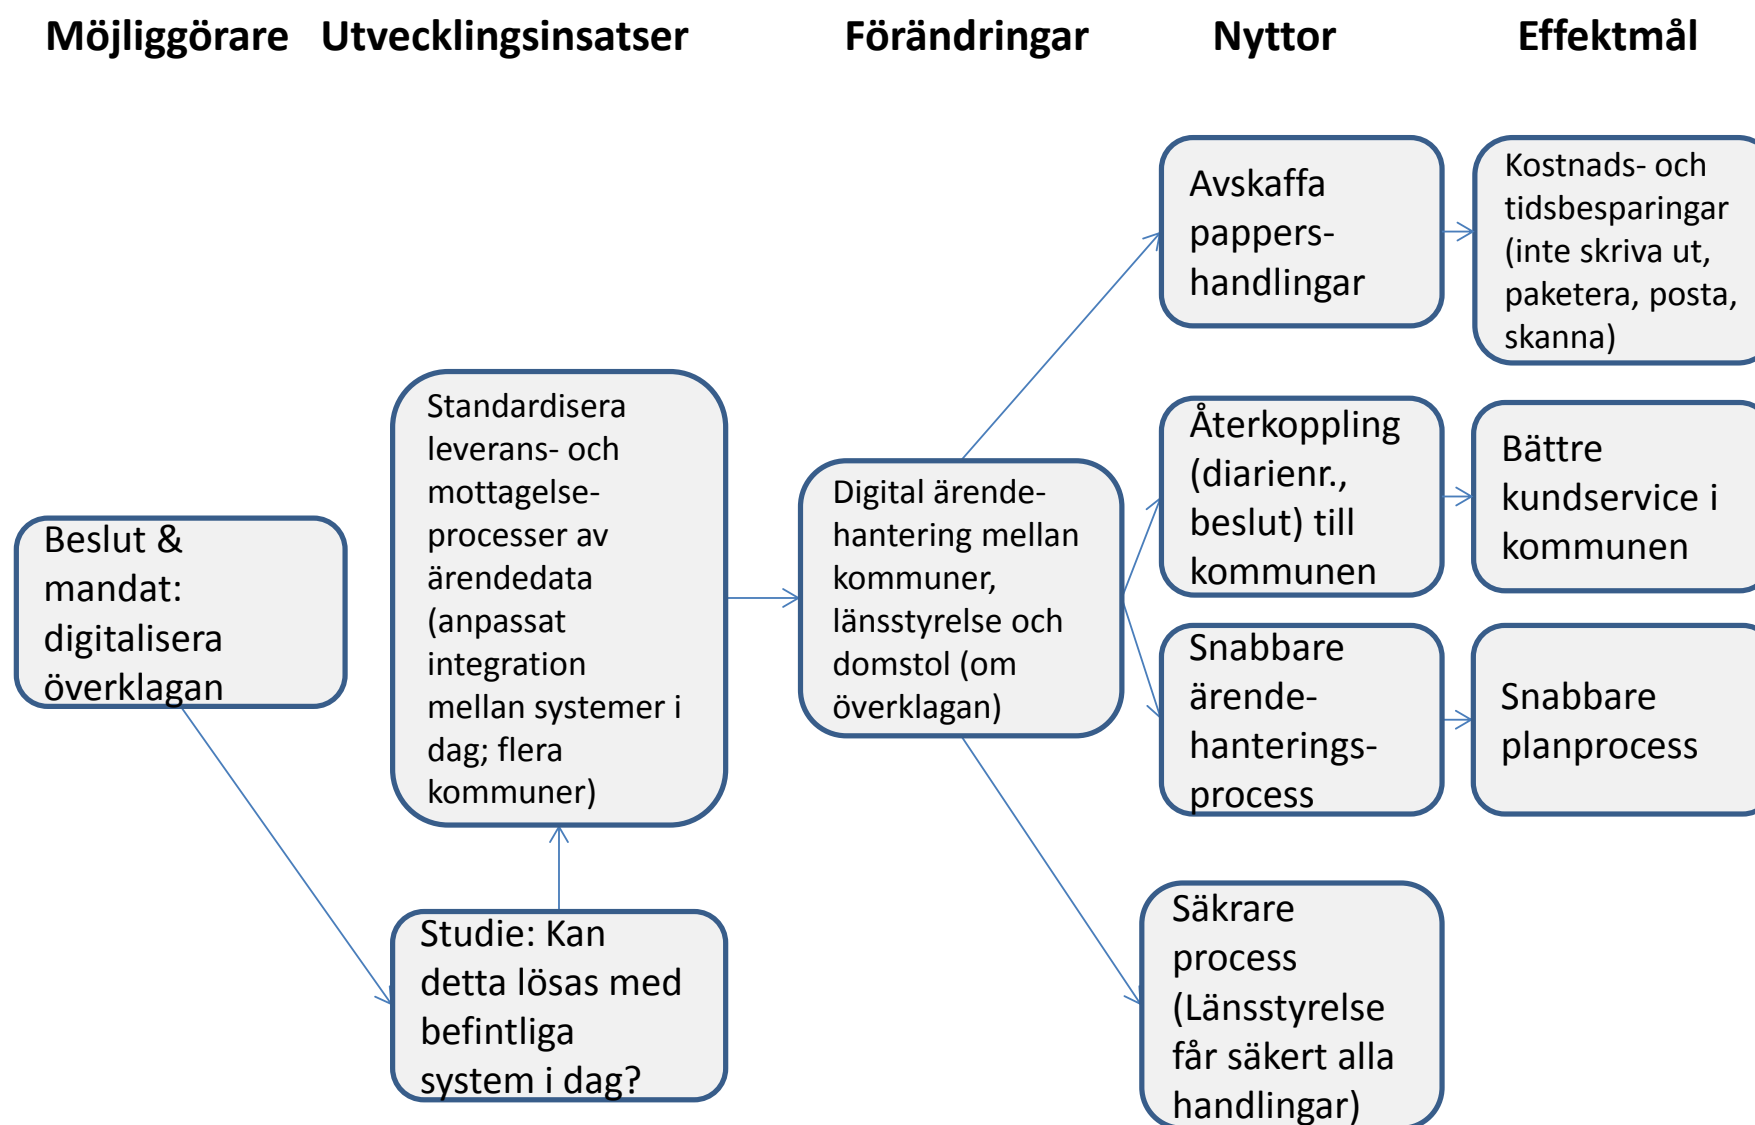 Möjliggörare Utvecklingsinsatser Förändringar Nyttor Effektmål
Beslut &
mandat:
digitalisera
överklagan
Standardisera
leverans- och
mottagelse-
processer av
ärendedata
(anpassat
integration
mellan systemer i
dag; flera
kommuner)
Studie: Kan
detta lösas med
befintliga
system i dag?
Digital ärende-
hantering mellan
kommuner,
länsstyrelse och
domstol (om
överklagan)
Avskaffa
pappers-
handlingar
Återkoppling
(diarienr.,
beslut) till
kommunen
Snabbare
ärende-
hanterings-
process
Säkrare
process
(Länsstyrelse
får säkert alla
handlingar)
Kostnads- och
tidsbesparingar
(inte skriva ut,
paketera, posta,
skanna)
Bättre
kundservice i
kommunen
Snabbare
planprocess